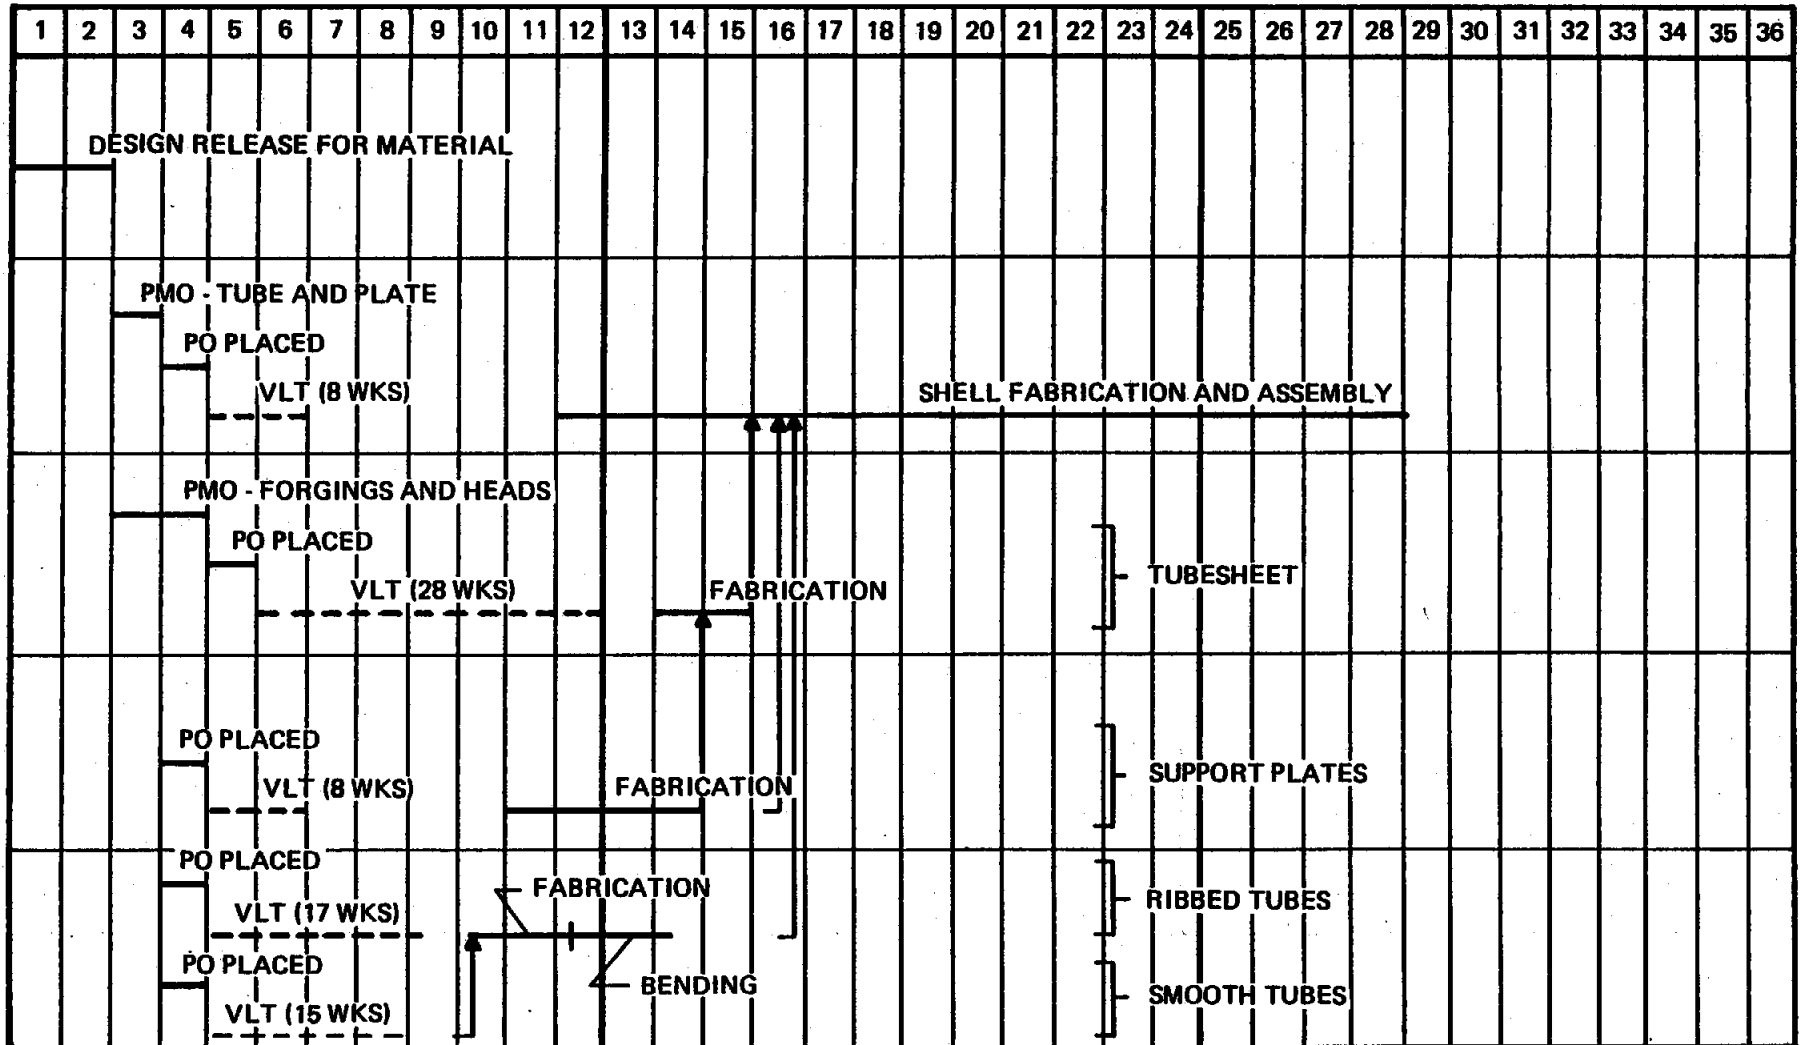 1 2 3 4 5 6 7 8 9 10 11 12 13 14 15 16 17 18 19 20 21 22 23 24 25 26 27 28 29 30 31 32 33 34 35 36
DESIGN RELEASE FOR MATERIAL
PMO - TUBE AND PLATE
PO PLACED
VLT (8 WKS)
SHELL FABRICATION AND ASSEMBLY
PMO - FORGINGS AND HEADS
PO PLACED
VLT (28 WKS)
FABRICATION
TUBESHEET
PO PLACED
VLT (8 WKS)
FABRICATION
SUPPORT PLATES
PO PLACED
FABRICATION
VLT (17 WKS)
RIBBED TUBES
PO PLACED
BENDING
VLT (15 WKS)
SMOOTH TUBES